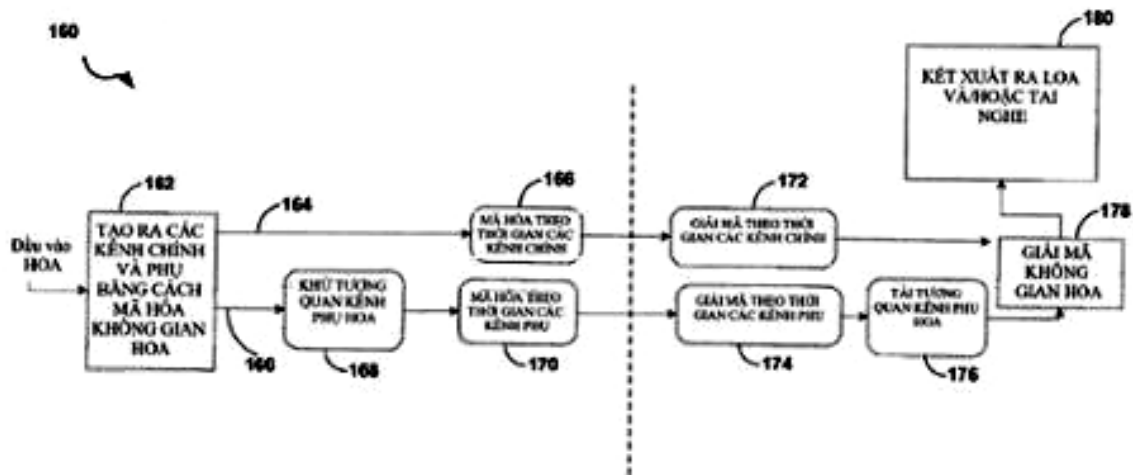 160
180
KẾT XUẤT RA LOA
VÀ/HOẶC TAI
NGHE
162
164
166
172
178
Đầu vào
HOA
TẠO RA CÁC
KÊNH CHÍNH
VÀ PHỤ
BẰNG CÁCH
MÃ HÓA
KHÔNG GIAN
HOA
MÃ HÓA THEO
THỜI GIAN CÁC
KÊNH CHÍNH
GIẢI MÃ THEO THỜI
GIAN CÁC KÊNH CHÍNH
GIẢI MÃ
KHÔNG
GIAN HOA
KHỬ TƯƠNG
QUAN KÊNH
PHỤ HOA
MÃ HÓA THEO
THỜI GIAN CÁC
KÊNH PHỤ
GIẢI MÃ THEO THỜI
GIAN CÁC KÊNH PHỤ
TÁI TƯƠNG
QUAN KÊNH PHỤ
HOA
166
168
170
174
176